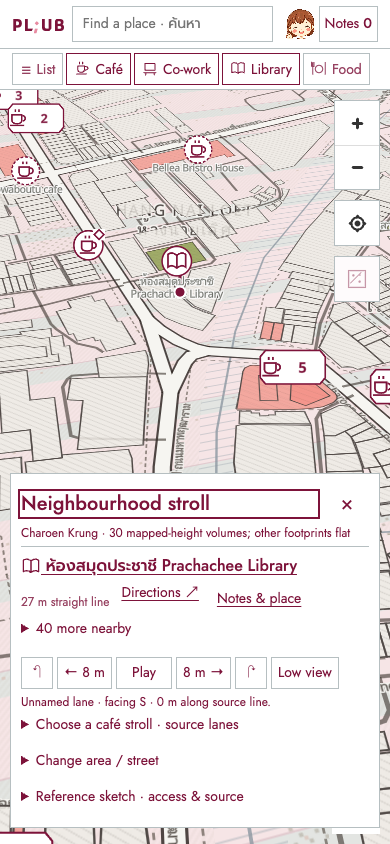 PL;UB
Find a place · ค้นหา
Notes 0
List
Café
Co-work
Library
Food
3
2
Bellea Bristro House
waboutu cafe
ห้องสมุดประชาชี
Prachachee Library
5
Neighbourhood stroll
×
Charoen Krung · 30 mapped-height volumes; other footprints flat
ห้องสมุดประชาชี Prachachee Library
27 m straight line
Directions ↗
Notes & place
▶ 40 more nearby
← 8 m
Play
8 m →
Low view
Unnamed lane · facing S · 0 m along source line.
▶ Choose a café stroll · source lanes
▶ Change area / street
▶ Reference sketch · access & source